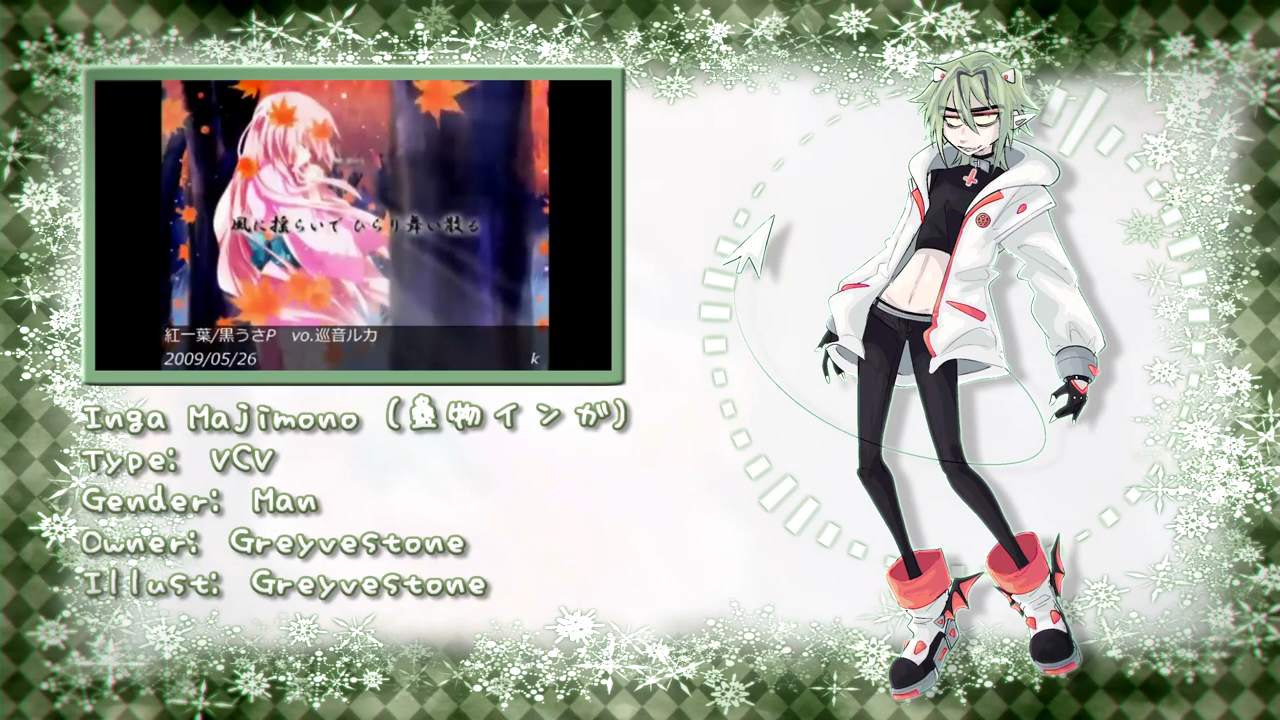 風に揺らいで ひらり舞い散る
紅一葉/黒うさP vo.巡音ルカ
2009/05/26 k
Inga Majimono (蠱物インガ)
Type: VCV
Gender: Man
Owner: Greyvestone
Illust: Greyvestone